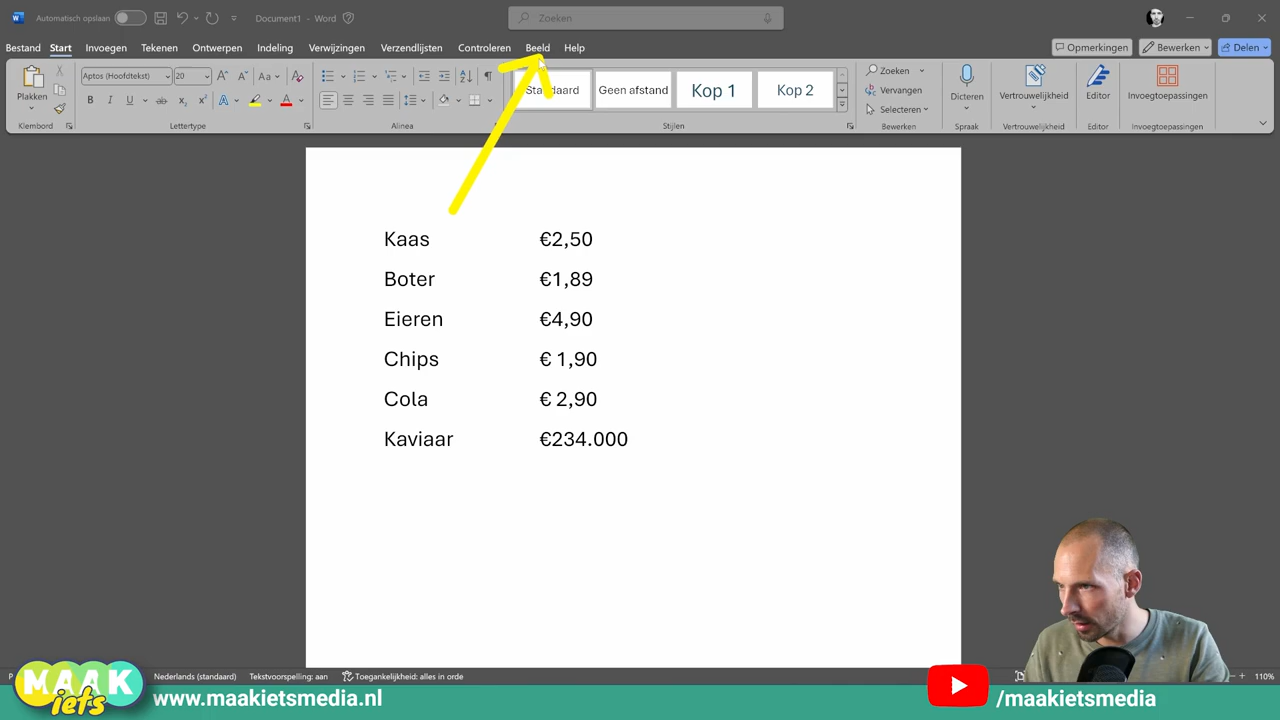 Automatisch opslaan Document1 - Word Zoeken
Bestand Start Invoegen Tekenen Ontwerpen Indeling Verwijzingen Verzendlijsten Controleren Beeld Help Opmerkingen Bewerken Delen
Plakken
Aptos (Hoofdtekst) 20
Standaard Geen afstand Kop 1 Kop 2
Zoeken
Vervangen
Selecteren
Dicteren Vertrouwelijkheid Editor Invoegtoepassingen
Klembord Lettertype Alinea Stijlen Bewerken Spraak Vertrouwelijkheid Editor Invoegtoepassingen
Kaas €2,50
Boter €1,89
Eieren €4,90
Chips € 1,90
Cola € 2,90
Kaviaar €234.000
Nederlands (standaard) Tekstvoorspelling: aan Toegankelijkheid: alles in orde 110%
MAAK
iets
www.maakietsmedia.nl /maakietsmedia